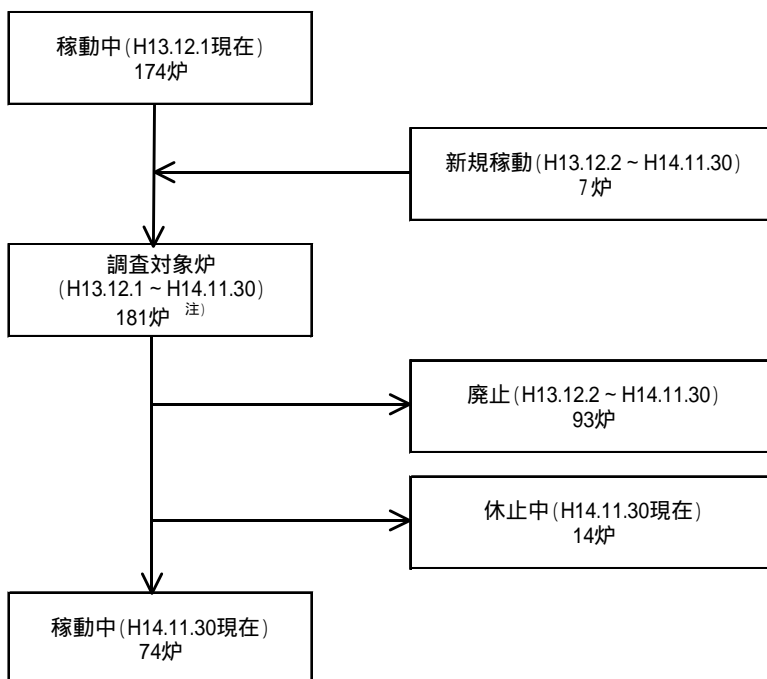 稼動中(H13.12.1現在)
174炉
新規稼動(H13.12.2～H14.11.30)
7炉
調査対象炉
(H13.12.1～H14.11.30)
181炉 注)
廃止(H13.12.2～H14.11.30)
93炉
休止中(H14.11.30現在)
14炉
稼動中(H14.11.30現在)
74炉